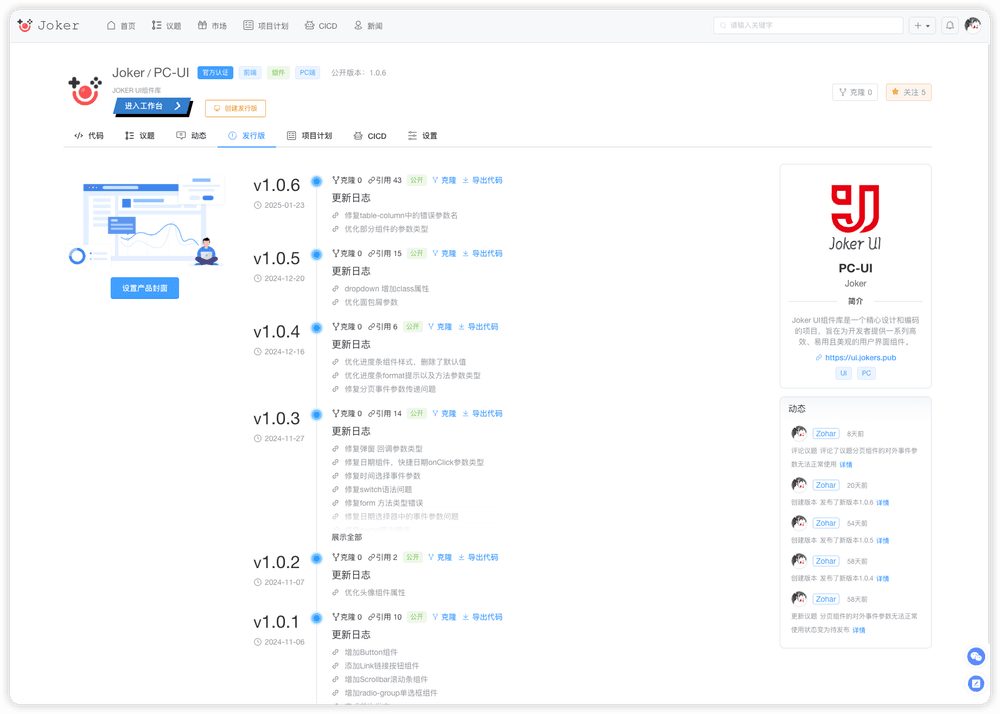 Joker 首页 议题 市场 项目计划 CICD 新闻 请输入关键字
Joker / PC-UI 官方认证 前端 组件 PC端 公开版本：1.0.6
JOKER UI组件库
进入工作台 创建发行版
克隆 0 关注 5
代码 议题 动态 发行版 项目计划 CICD 设置
设置产品封面
v1.0.6
2025-01-23
克隆 0 引用 43 公开 克隆 导出代码
更新日志
修复table-column中的错误参数名
优化部分组件的参数类型
v1.0.5
2024-12-20
克隆 0 引用 15 公开 克隆 导出代码
更新日志
dropdown 增加class属性
优化面包屑参数
v1.0.4
2024-12-16
克隆 0 引用 6 公开 克隆 导出代码
更新日志
优化进度条组件样式，删除了默认值
优化进度条format提示以及方法参数类型
修复分页事件参数传递问题
v1.0.3
2024-11-27
克隆 0 引用 14 公开 克隆 导出代码
更新日志
修复弹窗 回调参数类型
修复日期组件，快捷日期onClick参数类型
修复时间选择事件参数
修复switch语法问题
修复form 方法类型错误
修复日期选择器中的事件参数问题
展示全部
v1.0.2
2024-11-07
克隆 0 引用 2 公开 克隆 导出代码
更新日志
优化头像组件属性
v1.0.1
2024-11-06
克隆 0 引用 10 公开 克隆 导出代码
更新日志
增加Button组件
添加Link链接按钮组件
增加Scrollbar滚动条组件
增加radio-group单选框组件
Joker UI
PC-UI
Joker
简介
Joker UI组件库是一个精心设计和编码
的项目，旨在为开发者提供一系列高
效、易用且美观的用户界面组件。
https://ui.jokers.pub
UI PC
动态
Zohar 8天前
评论议题 评论了议题分页组件的对外事件参
数无法正常使用 详情
Zohar 20天前
创建版本 发布了新版本1.0.6 详情
Zohar 54天前
创建版本 发布了新版本1.0.5 详情
Zohar 58天前
创建版本 发布了新版本1.0.4 详情
Zohar 58天前
更新议题 分页组件的对外事件参数无法正常
使用状态变为待发布 详情